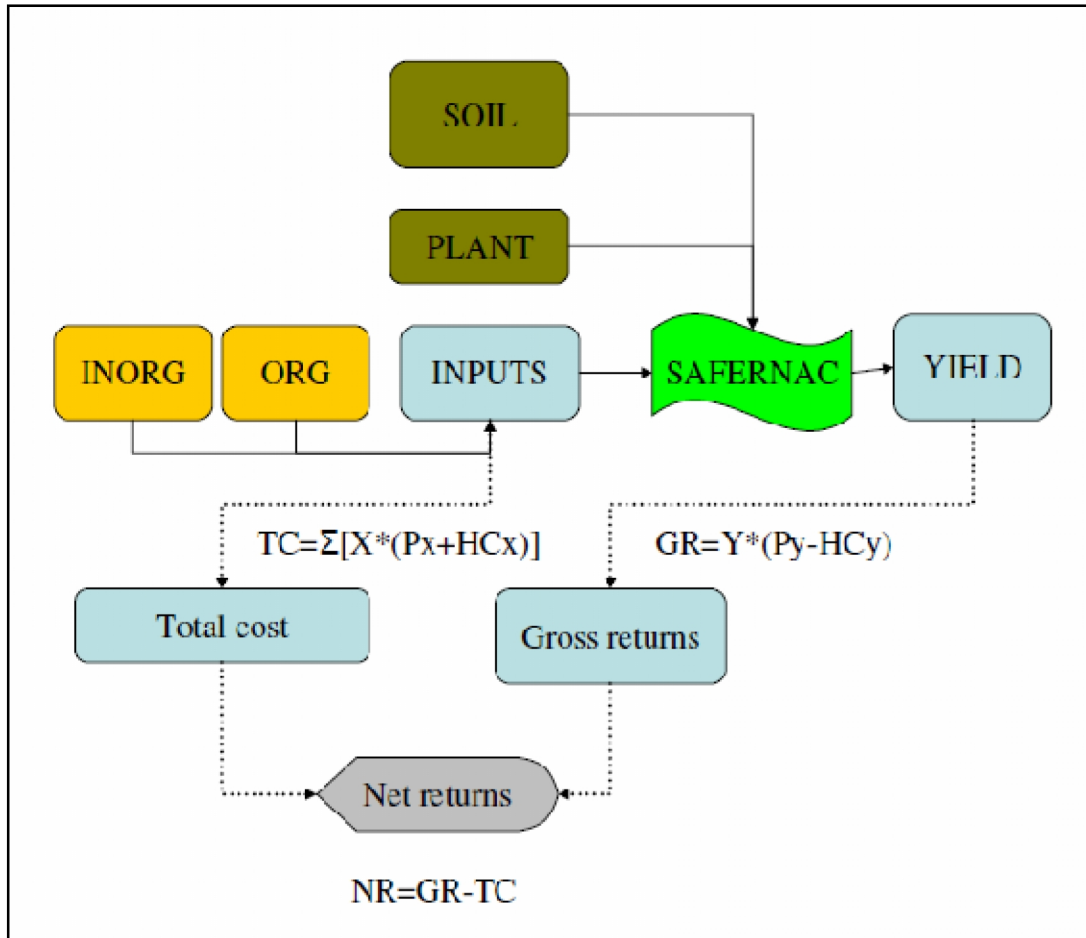 SOIL
PLANT
INORG
ORG
INPUTS
SAFERNAC
YIELD
TC=Σ[X*(Px+HCx)]
GR=Y*(Py-HCy)
Total cost
Gross returns
Net returns
NR=GR-TC